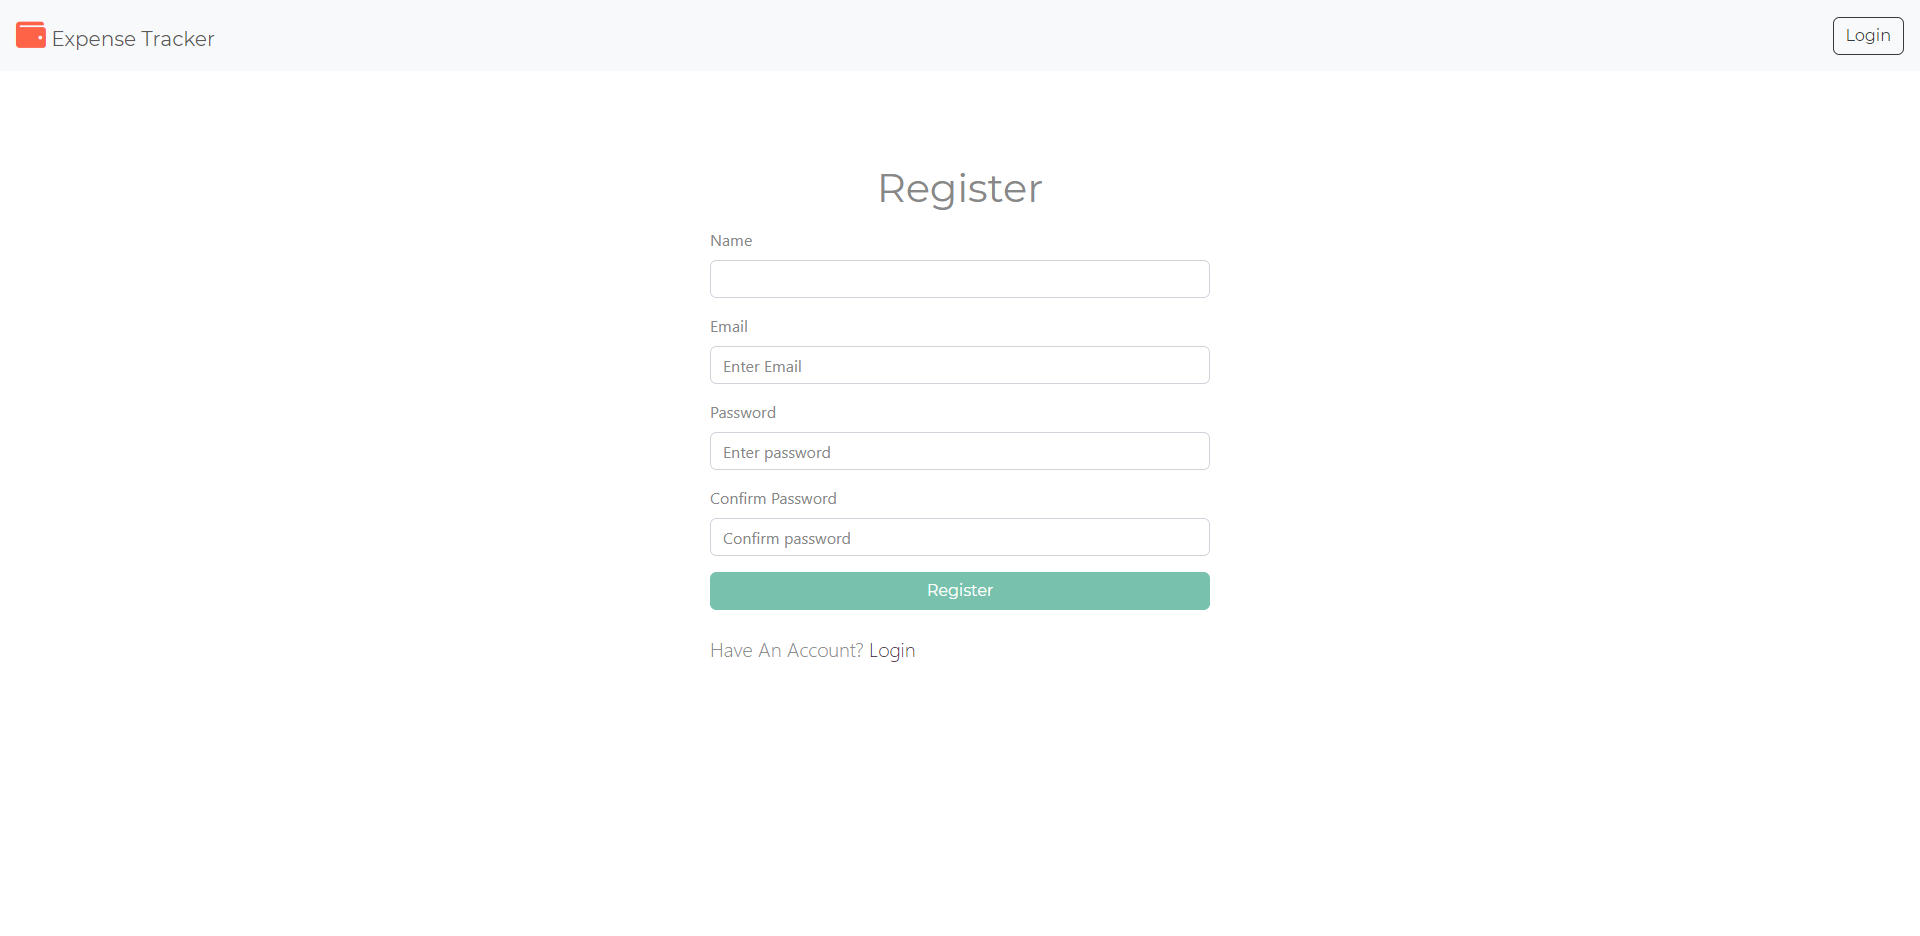 Expense Tracker
Login
Register
Name
Email
Enter Email
Password
Enter password
Confirm Password
Confirm password
Register
Have An Account? Login